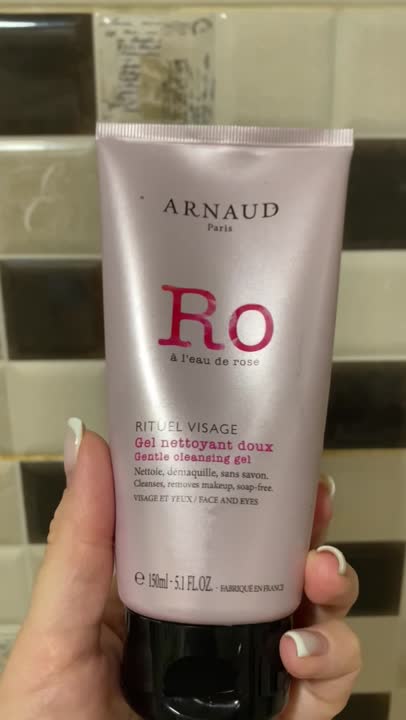 ARNAUD
Paris
Ro
à l'eau de rose
RITUEL VISAGE
Gel nettoyant doux
Gentle cleansing gel
Nettoie, démaquille, sans savon.
Cleanses, removes makeup, soap-free.
VISAGE ET YEUX / FACE AND EYES
℮ 150ml - 5.1 FL.OZ. - FABRIQUÉ EN FRANCE